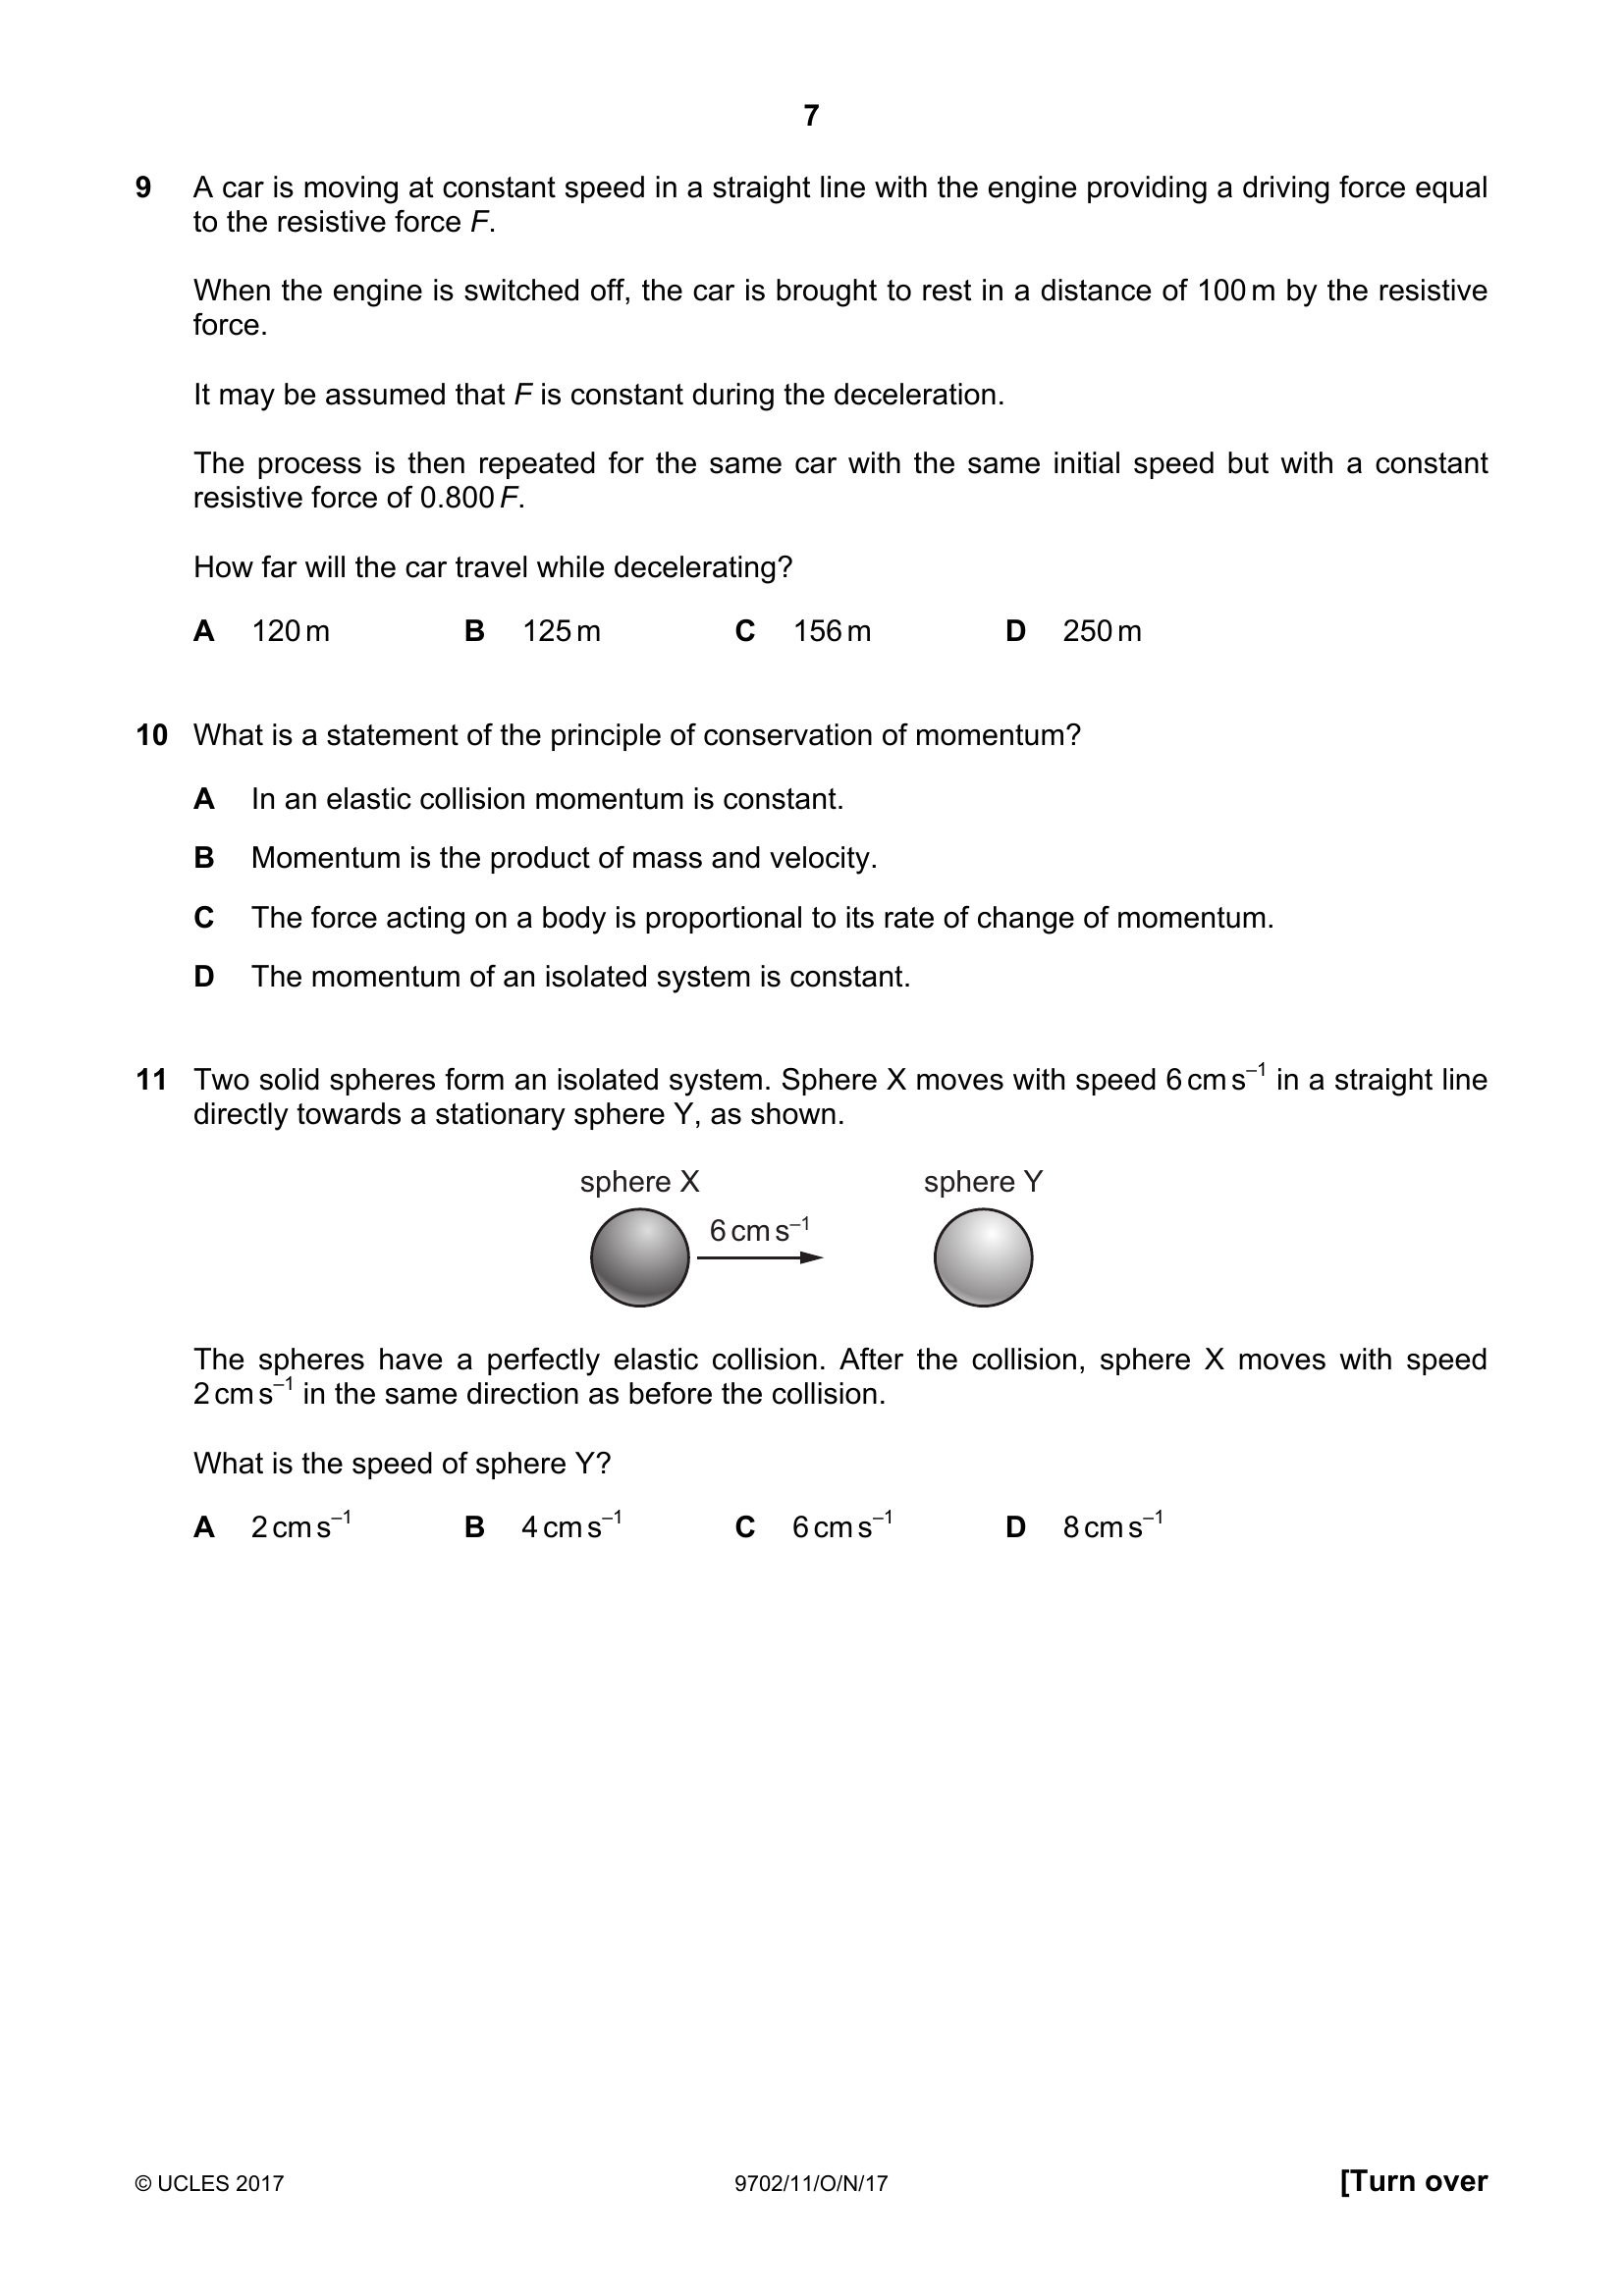 7
9 A car is moving at constant speed in a straight line with the engine providing a driving force equal
to the resistive force F.
When the engine is switched off, the car is brought to rest in a distance of 100 m by the resistive
force.
It may be assumed that F is constant during the deceleration.
The process is then repeated for the same car with the same initial speed but with a constant
resistive force of 0.800 F.
How far will the car travel while decelerating?
A 120 m B 125 m C 156 m D 250 m
10 What is a statement of the principle of conservation of momentum?
A In an elastic collision momentum is constant.
B Momentum is the product of mass and velocity.
C The force acting on a body is proportional to its rate of change of momentum.
D The momentum of an isolated system is constant.
11 Two solid spheres form an isolated system. Sphere X moves with speed 6 cm s⁻¹ in a straight line
directly towards a stationary sphere Y, as shown.
sphere X sphere Y
6 cm s⁻¹
The spheres have a perfectly elastic collision. After the collision, sphere X moves with speed
2 cm s⁻¹ in the same direction as before the collision.
What is the speed of sphere Y?
A 2 cm s⁻¹ B 4 cm s⁻¹ C 6 cm s⁻¹ D 8 cm s⁻¹
© UCLES 2017 9702/11/O/N/17 [Turn over